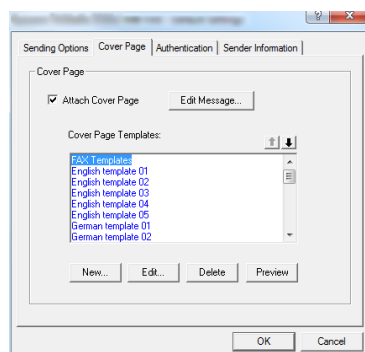 Sending Options Cover Page Authentication Sender Information
Cover Page
Attach Cover Page Edit Message...
Cover Page Templates:
FAX Templates
English template 01
English template 02
English template 03
English template 04
English template 05
German template 01
German template 02
New... Edit... Delete Preview
OK Cancel